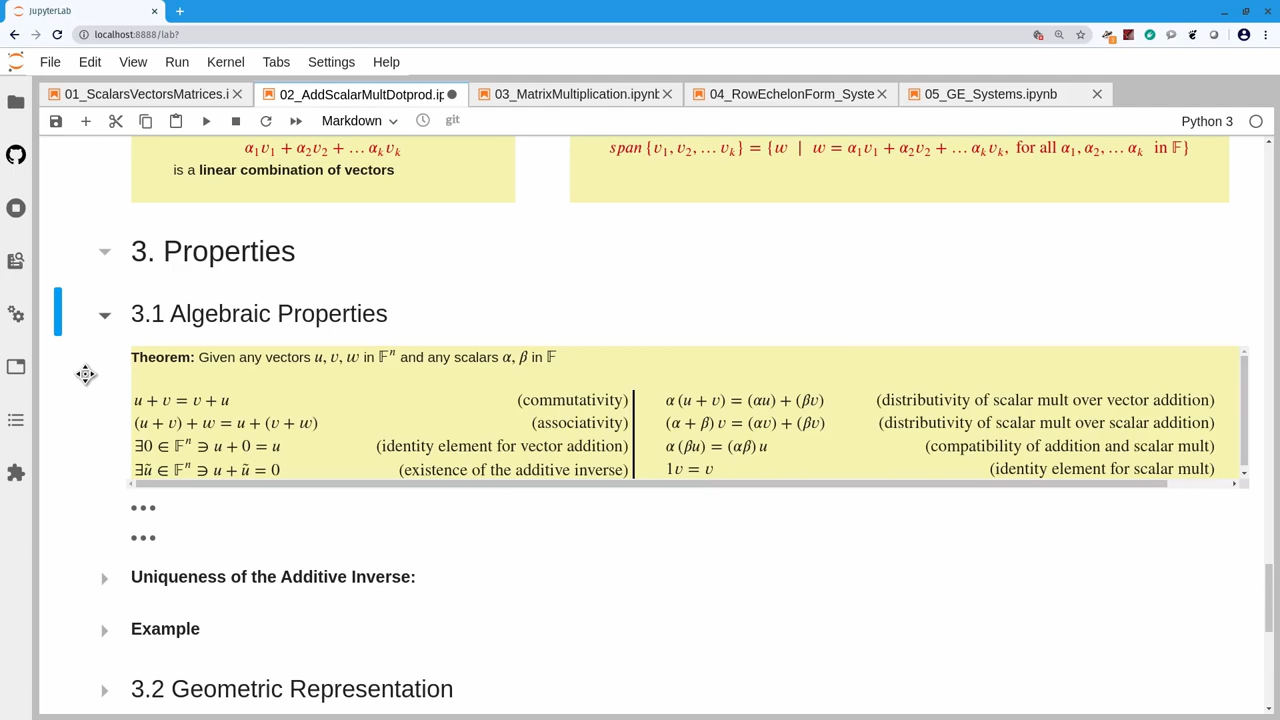 JupyterLab
localhost:8888/lab?
File Edit View Run Kernel Tabs Settings Help
01_ScalarsVectorsMatrices.i 02_AddScalarMultDotprod.ip 03_MatrixMultiplication.ipynb 04_RowEchelonForm_Syste 05_GE_Systems.ipynb
Markdown git Python 3
α₁v₁ + α₂v₂ + … αₖvₖ
is a linear combination of vectors
span {v₁, v₂, … vₖ} = {w | w = α₁v₁ + α₂v₂ + … αₖvₖ, for all α₁, α₂, … αₖ in 𝔽}
3. Properties
3.1 Algebraic Properties
Theorem: Given any vectors u, v, w in 𝔽ⁿ and any scalars α, β in 𝔽
u + v = v + u (commutativity) α (u + v) = (αu) + (βv) (distributivity of scalar mult over vector addition)
(u + v) + w = u + (v + w) (associativity) (α + β) v = (αv) + (βv) (distributivity of scalar mult over vector addition)
∃0 ∈ 𝔽ⁿ ∋ u + 0 = u (identity element for vector addition) α (βu) = (αβ) u (compatibility of addition and scalar mult)
∃ũ ∈ 𝔽ⁿ ∋ u + ũ = 0 (existence of the additive inverse) 1v = v (identity element for scalar mult)
•••
•••
Uniqueness of the Additive Inverse:
Example
3.2 Geometric Representation